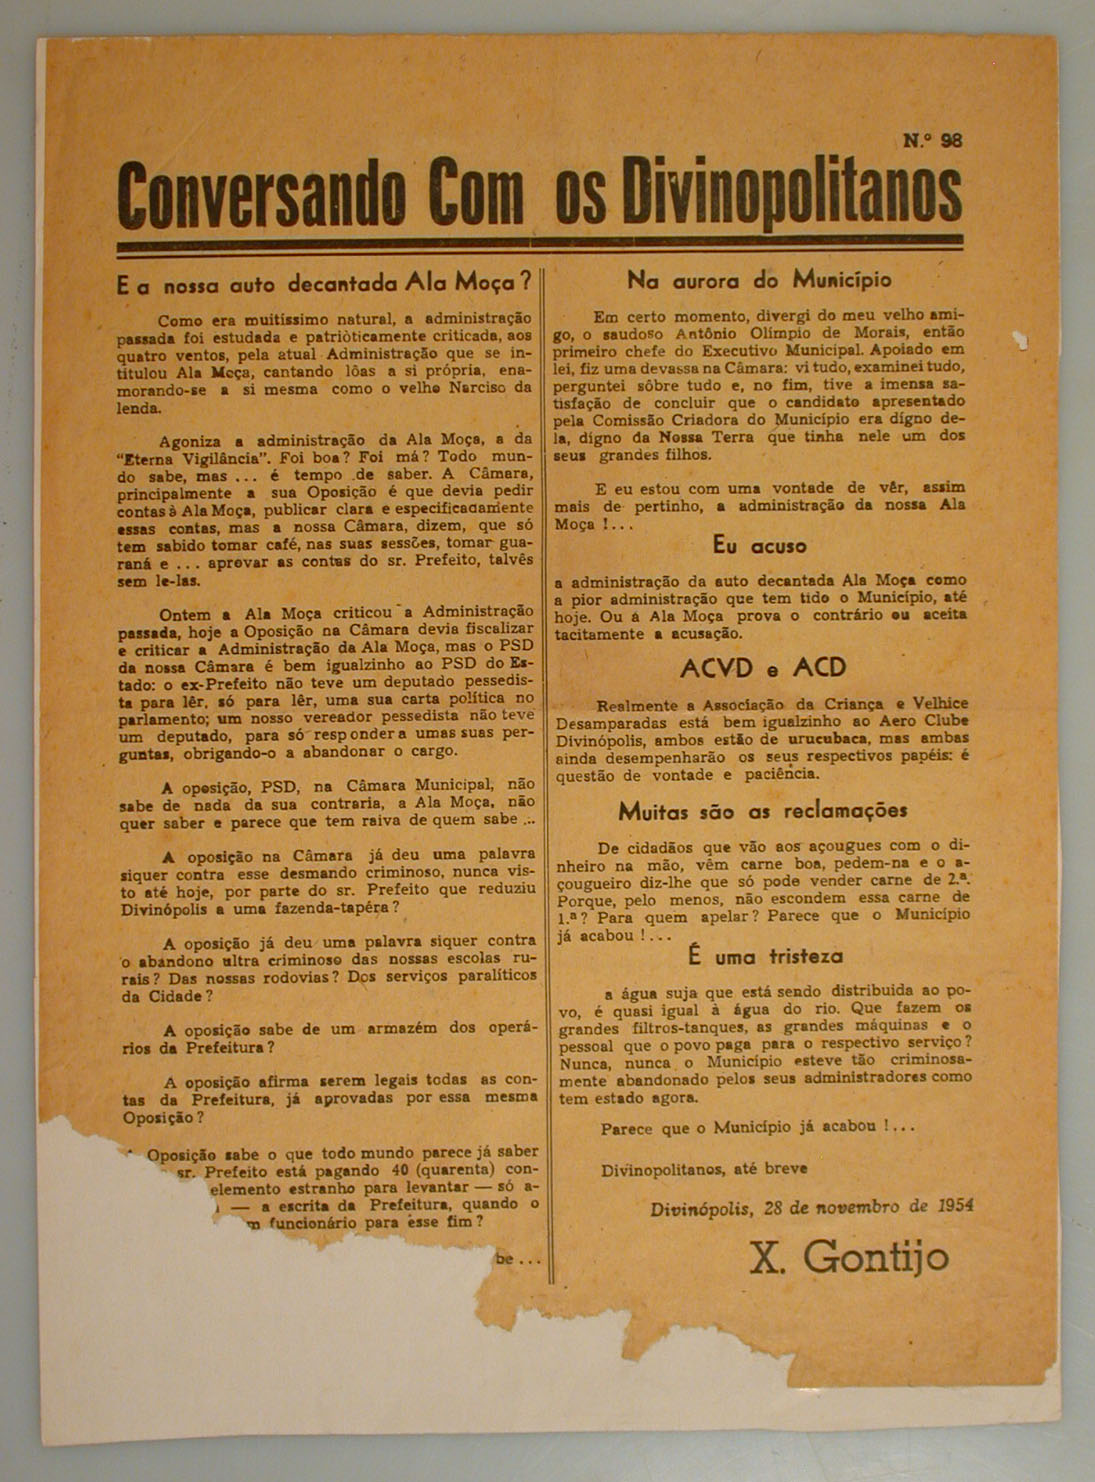 N.º 98
Conversando Com os Divinopolitanos
E a nossa auto decantada Ala Moça?
Como era muitíssimo natural, a administração
passada foi estudada e patriòticamente criticada, aos
quatro ventos, pela atual Administração que se in-
titulou Ala Moça, cantando lôas a si própria, ena-
morando-se a si mesma como o velho Narciso da
lenda.
Agoniza a administração da Ala Moça, a da
"Eterna Vigilância". Foi boa? Foi má? Todo mun-
do sabe, mas ... é tempo de saber. A Câmara,
principalmente a sua Oposição é que devia pedir
contas à Ala Moça, publicar clara e especificadamente
essas contas, mas a nossa Câmara, dizem, que só
tem sabido tomar café, nas suas sessões, tomar gua-
raná e ... aprovar as contas do sr. Prefeito, talvês
sem le-las.
Ontem a Ala Moça criticou a Administração
passada, hoje a Oposição na Câmara devia fiscalizar
e criticar a Administração da Ala Moça, mas o PSD
da nossa Câmara é bem igualzinho ao PSD do Es-
tado: o ex-Prefeito não teve um deputado pessedis-
ta para lêr, só para lêr, uma sua carta política no
parlamento; um nosso vereador pessedista não teve
um deputado, para só responder a umas suas per-
guntas, obrigando-o a abandonar o cargo.
A oposição, PSD, na Câmara Municipal, não
sabe de nada da sua contraria, a Ala Moça, não
quer saber e parece que tem raiva de quem sabe ...
A oposição na Câmara já deu uma palavra
siquer contra esse desmando criminoso, nunca vis-
to até hoje, por parte do sr. Prefeito que reduziu
Divinópolis a uma fazenda-tapéra?
A oposição já deu uma palavra siquer contra
o abandono ultra criminoso das nossas escolas ru-
rais? Das nossas rodovias? Dos serviços paralíticos
da Cidade?
A oposição sabe de um armazém dos operá-
rios da Prefeitura?
A oposição afirma serem legais todas as con-
tas da Prefeitura, já aprovadas por essa mesma
Oposição?
Oposição sabe o que todo mundo parece já saber
sr. Prefeito está pagando 40 (quarenta) con-
elemento estranho para levantar — só a-
— a escrita da Prefeitura, quando o
m funcionário para êsse fim?
be ...
Na aurora do Município
Em certo momento, divergi do meu velho ami-
go, o saudoso Antônio Olímpio de Morais, então
primeiro chefe do Executivo Municipal. Apoiado em
lei, fiz uma devassa na Câmara: vi tudo, examinei tudo,
perguntei sôbre tudo e, no fim, tive a imensa sa-
tisfação de concluir que o candidato apresentado
pela Comissão Criadora do Município era dígno de-
la, dígno da Nossa Terra que tinha nele um dos
seus grandes filhos.
E eu estou com uma vontade de vêr, assim
mais de pertinho, a administração da nossa Ala
Moça !...
Eu acuso
a administração da auto decantada Ala Moça como
a pior administração que tem tido o Município, até
hoje. Ou a Ala Moça prova o contrário ou aceita
tacitamente a acusação.
ACVD e ACD
Realmente a Associação da Criança e Velhice
Desamparadas está bem igualzinho ao Aero Clube
Divinópolis, ambos estão de urucubaca, mas ambas
ainda desempenharão os seus respectivos papéis: é
questão de vontade e paciência.
Muitas são as reclamações
De cidadãos que vão aos açougues com o di-
nheiro na mão, vêm carne boa, pedem-na e o a-
çougueiro diz-lhe que só pode vender carne de 2.ª.
Porque, pelo menos, não escondem essa carne de
1.ª? Para quem apelar? Parece que o Município
já acabou !...
É uma tristeza
a água suja que está sendo distribuida ao po-
vo, é quasi igual à água do rio. Que fazem os
grandes filtros-tanques, as grandes máquinas e o
pessoal que o povo paga para o respectivo serviço?
Nunca, nunca o Município esteve tão criminosa-
mente abandonado pelos seus administradores como
tem estado agora.
Parece que o Município já acabou !...
Divinopolitanos, até breve
Divinópolis, 28 de novembro de 1954
X. Gontijo